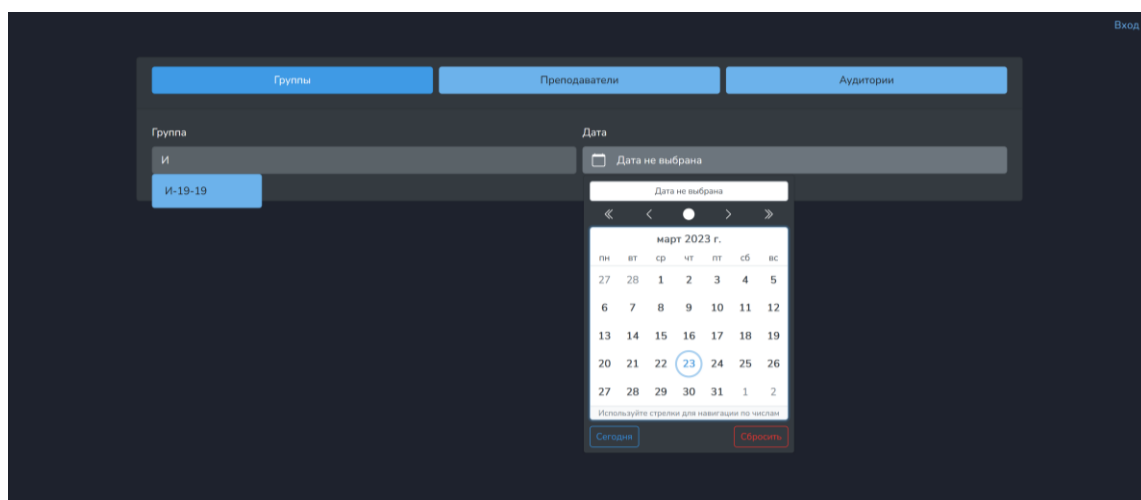 Вход
Группы Преподаватели Аудитории
Группа Дата
И Дата не выбрана
И-19-19
Дата не выбрана
март 2023 г.
пн вт ср чт пт сб вс
27 28 1 2 3 4 5
6 7 8 9 10 11 12
13 14 15 16 17 18 19
20 21 22 23 24 25 26
27 28 29 30 31 1 2
Используйте стрелки для навигации по числам
Сегодня Сбросить